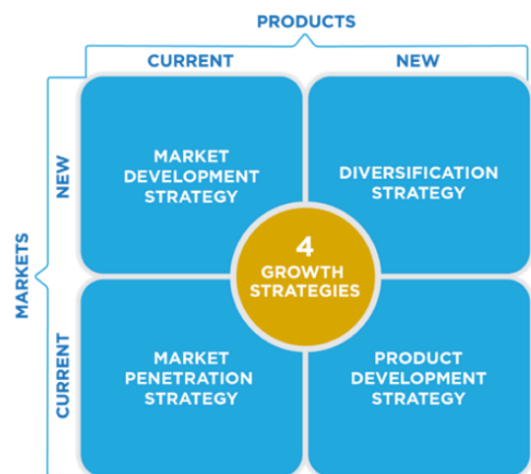 PRODUCTS
CURRENT
NEW
MARKETS
NEW
MARKET
DEVELOPMENT
STRATEGY
DIVERSIFICATION
STRATEGY
4
GROWTH
STRATEGIES
CURRENT
MARKET
PENETRATION
STRATEGY
PRODUCT
DEVELOPMENT
STRATEGY